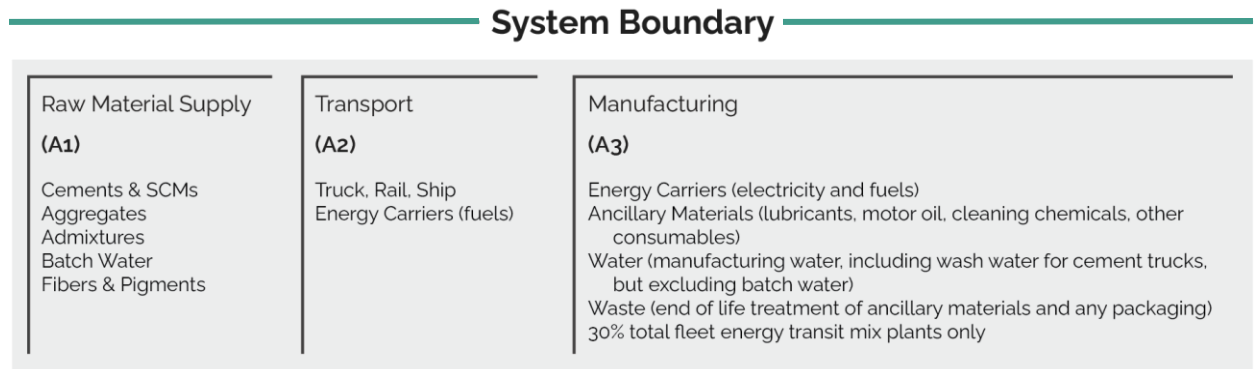 System Boundary
Raw Material Supply
(A1)
Cements & SCMs
Aggregates
Admixtures
Batch Water
Fibers & Pigments
Transport
(A2)
Truck, Rail, Ship
Energy Carriers (fuels)
Manufacturing
(A3)
Energy Carriers (electricity and fuels)
Ancillary Materials (lubricants, motor oil, cleaning chemicals, other
consumables)
Water (manufacturing water, including wash water for cement trucks,
but excluding batch water)
Waste (end of life treatment of ancillary materials and any packaging)
30% total fleet energy transit mix plants only